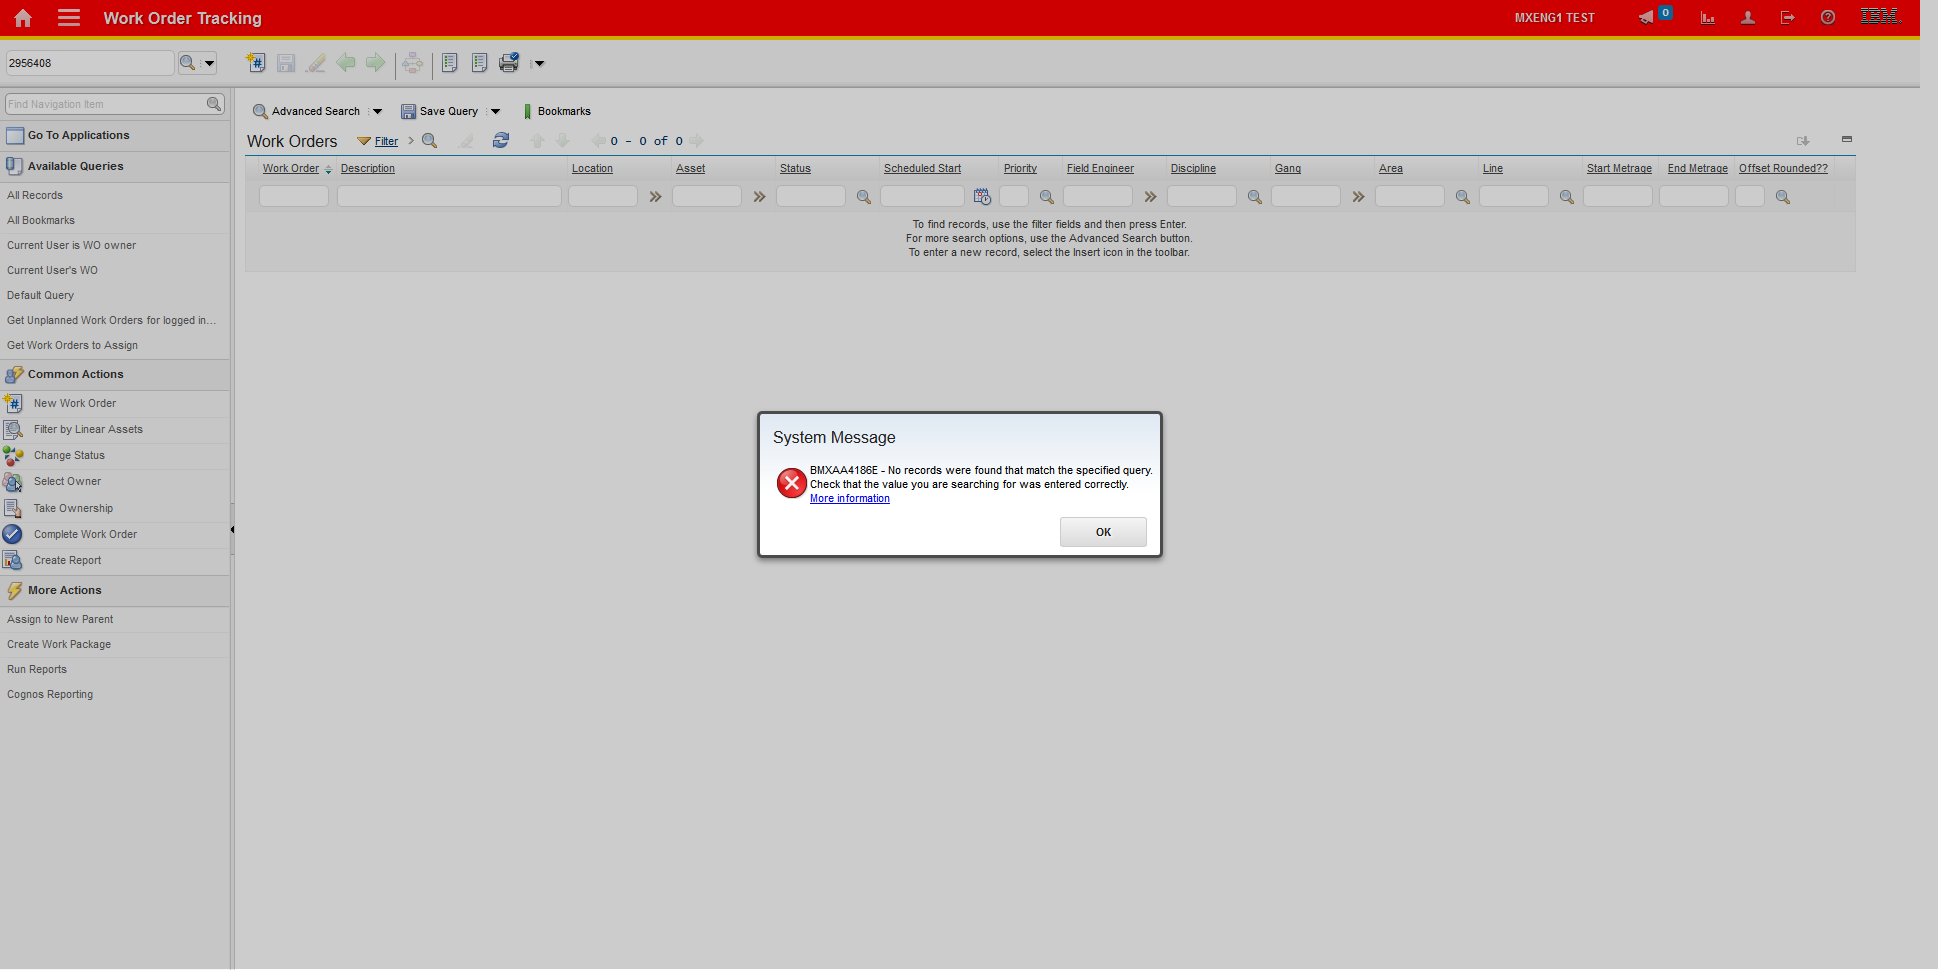 Work Order Tracking
MXENG1 TEST
0
IBM.
2956408
Find Navigation Item
Go To Applications
Available Queries
All Records
All Bookmarks
Current User is WO owner
Current User's WO
Default Query
Get Unplanned Work Orders for logged in...
Get Work Orders to Assign
Common Actions
New Work Order
Filter by Linear Assets
Change Status
Select Owner
Take Ownership
Complete Work Order
Create Report
More Actions
Assign to New Parent
Create Work Package
Run Reports
Cognos Reporting
Advanced Search
Save Query
Bookmarks
Work Orders
Filter
0 - 0 of 0
Work Order Description Location Asset Status Scheduled Start Priority Field Engineer Discipline Gang Area Line Start Metrage End Metrage Offset Rounded??
To find records, use the filter fields and then press Enter.
For more search options, use the Advanced Search button.
To enter a new record, select the Insert icon in the toolbar.
System Message
BMXAA4186E - No records were found that match the specified query.
Check that the value you are searching for was entered correctly.
More information
OK